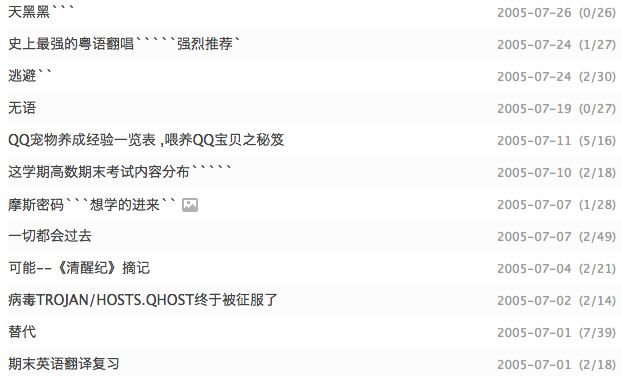 天黑黑``` 2005-07-26 (0/26)
史上最强的粤语翻唱`````强烈推荐` 2005-07-24 (1/27)
逃避`` 2005-07-24 (2/30)
无语 2005-07-19 (0/27)
QQ宠物养成经验一览表 ,喂养QQ宝贝之秘笈 2005-07-11 (5/16)
这学期高数期末考试内容分布````` 2005-07-10 (2/18)
摩斯密码```想学的进来`` 2005-07-07 (1/28)
一切都会过去 2005-07-07 (2/49)
可能--《清醒纪》摘记 2005-07-04 (2/21)
病毒TROJAN/HOSTS.QHOST终于被征服了 2005-07-02 (2/14)
替代 2005-07-01 (7/39)
期末英语翻译复习 2005-07-01 (2/18)